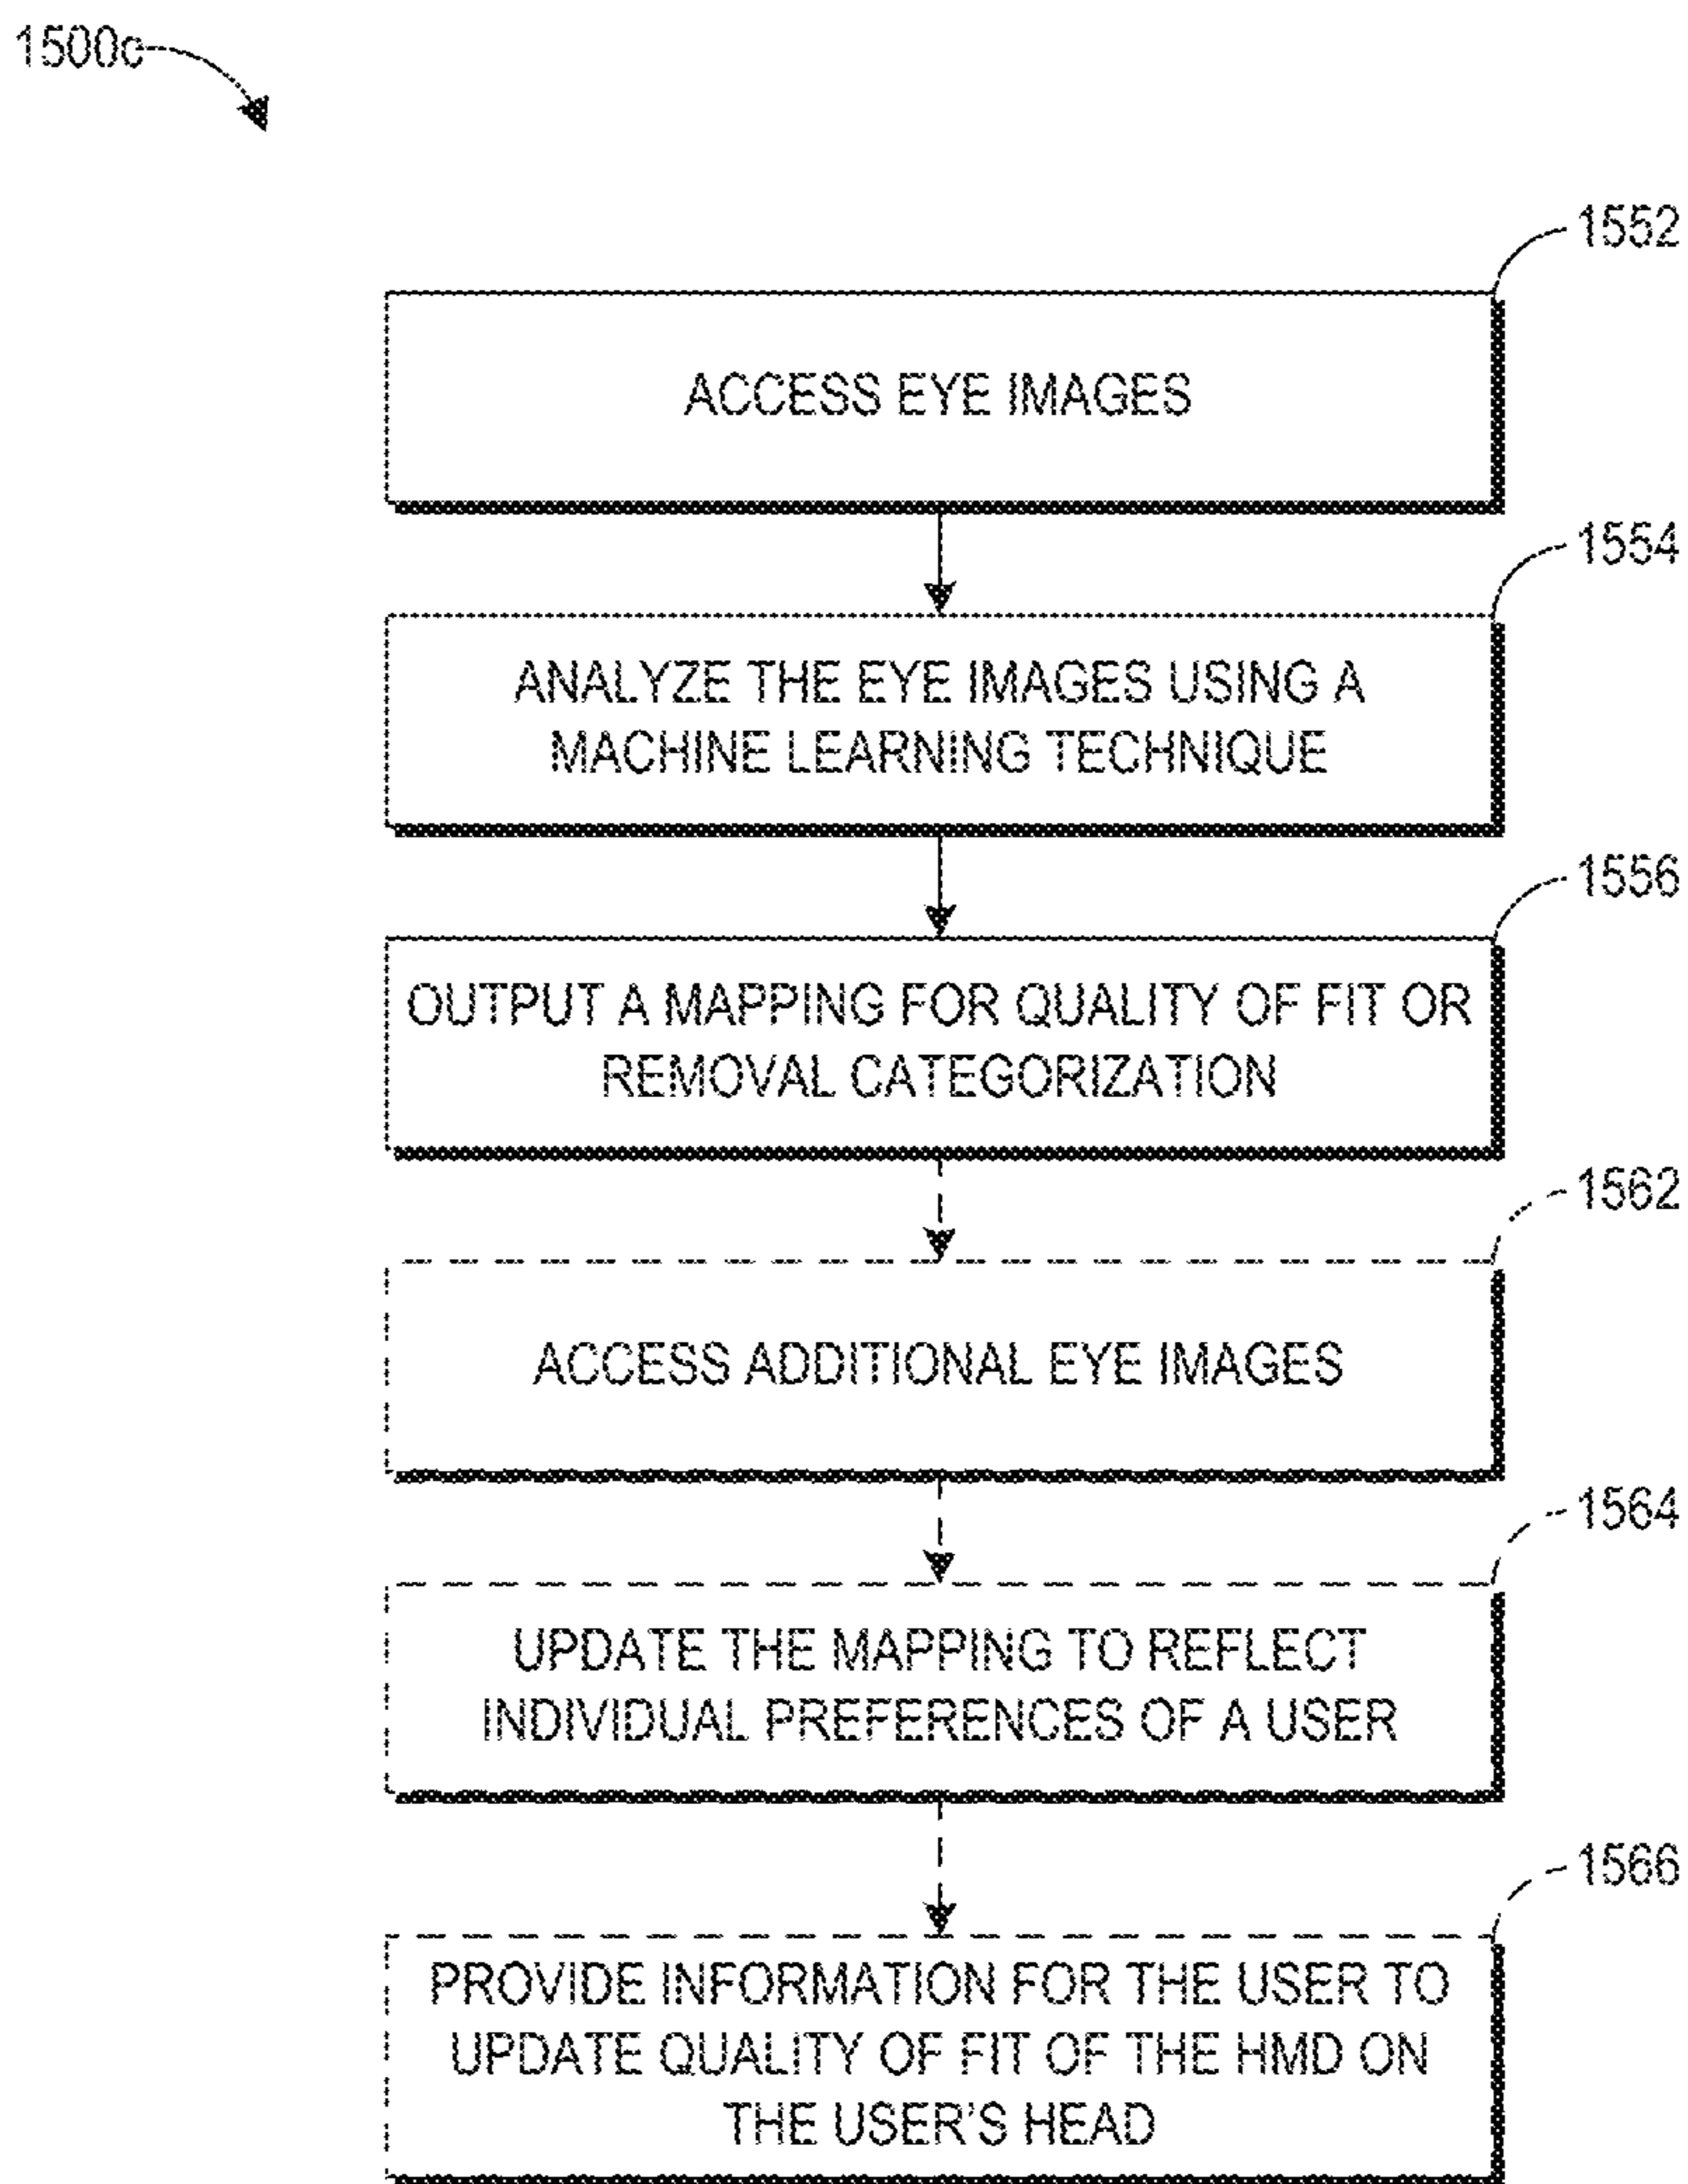 1500c
1552
ACCESS EYE IMAGES
1554
ANALYZE THE EYE IMAGES USING A
MACHINE LEARNING TECHNIQUE
1556
OUTPUT A MAPPING FOR QUALITY OF FIT OR
REMOVAL CATEGORIZATION
1562
ACCESS ADDITIONAL EYE IMAGES
1564
UPDATE THE MAPPING TO REFLECT
INDIVIDUAL PREFERENCES OF A USER
1566
PROVIDE INFORMATION FOR THE USER TO
UPDATE QUALITY OF FIT OF THE HMD ON
THE USER'S HEAD